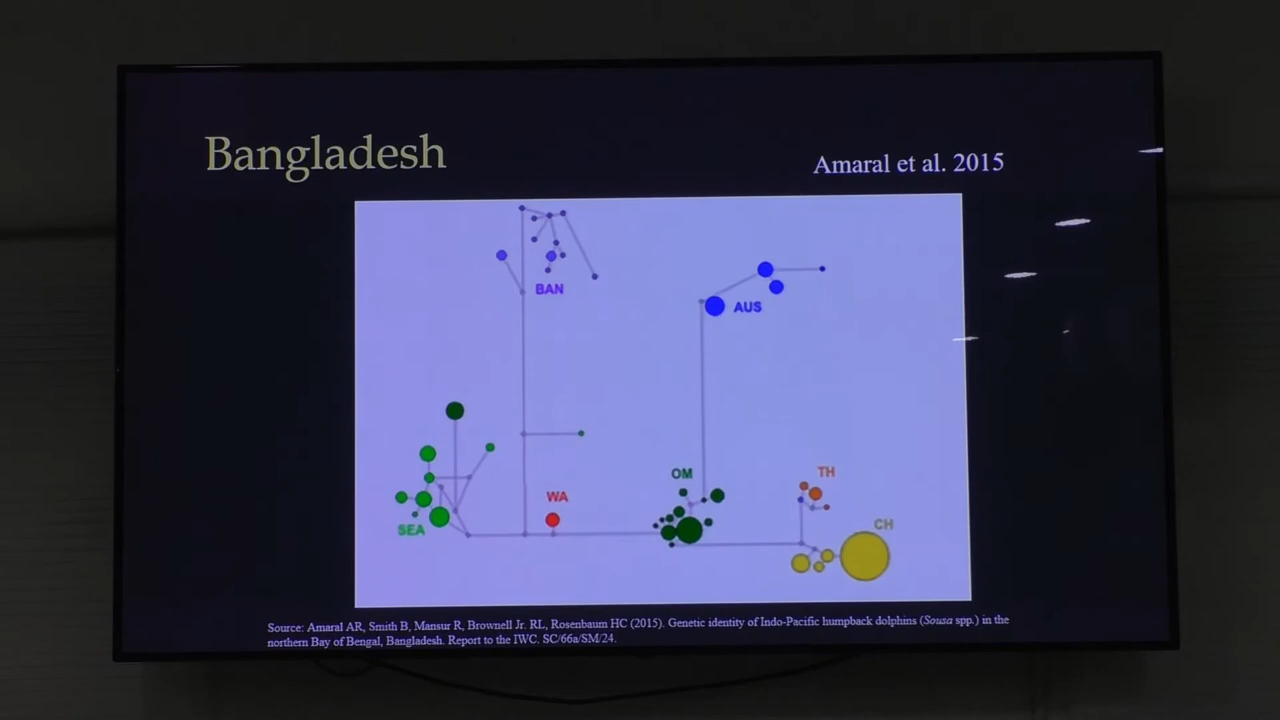 Bangladesh
Amaral et al. 2015
BAN
AUS
OM
TH
WA
CH
SEA
Source: Amaral AR, Smith B, Mansur R, Brownell Jr. RL, Rosenbaum HC (2015). Genetic identity of Indo-Pacific humpback dolphins (Sousa spp.) in the
northern Bay of Bengal, Bangladesh. Report to the IWC. SC/66a/SM/24.